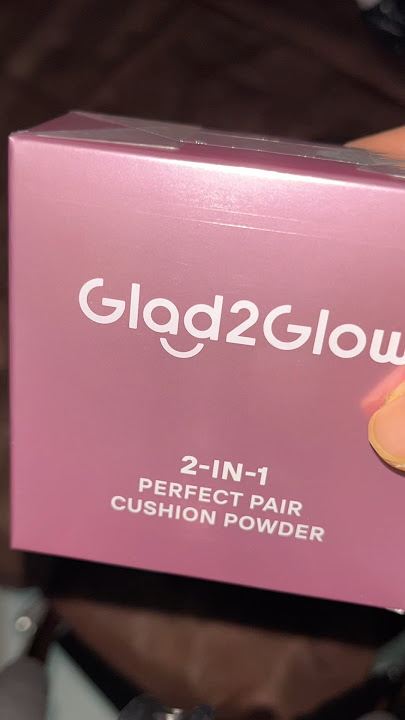 Glad2Glow
2-IN-1
PERFECT PAIR
CUSHION POWDER